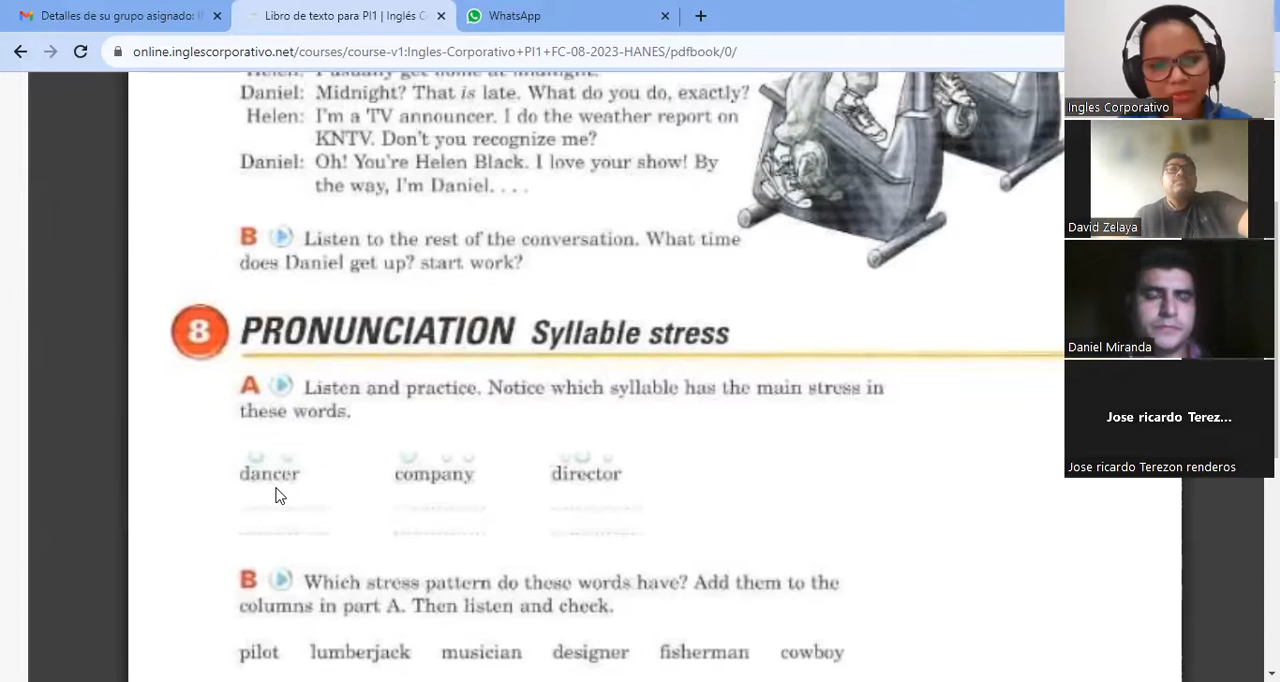 Detalles de su grupo asignado: I
Libro de texto para PI1 | Inglés C
WhatsApp
online.inglescorporativo.net/courses/course-v1:Ingles-Corporativo+PI1+FC-08-2023-HANES/pdfbook/0/
Helen: I usually get home at midnight.
Daniel: Midnight? That is late. What do you do, exactly?
Helen: I'm a TV announcer. I do the weather report on
KNTV. Don't you recognize me?
Daniel: Oh! You're Helen Black. I love your show! By
the way, I'm Daniel. . . .
B Listen to the rest of the conversation. What time
does Daniel get up? start work?
8 PRONUNCIATION Syllable stress
A Listen and practice. Notice which syllable has the main stress in
these words.
dancer company director
B Which stress pattern do these words have? Add them to the
columns in part A. Then listen and check.
pilot lumberjack musician designer fisherman cowboy
Ingles Corporativo
David Zelaya
Daniel Miranda
Jose ricardo Terez...
Jose ricardo Terezon renderos